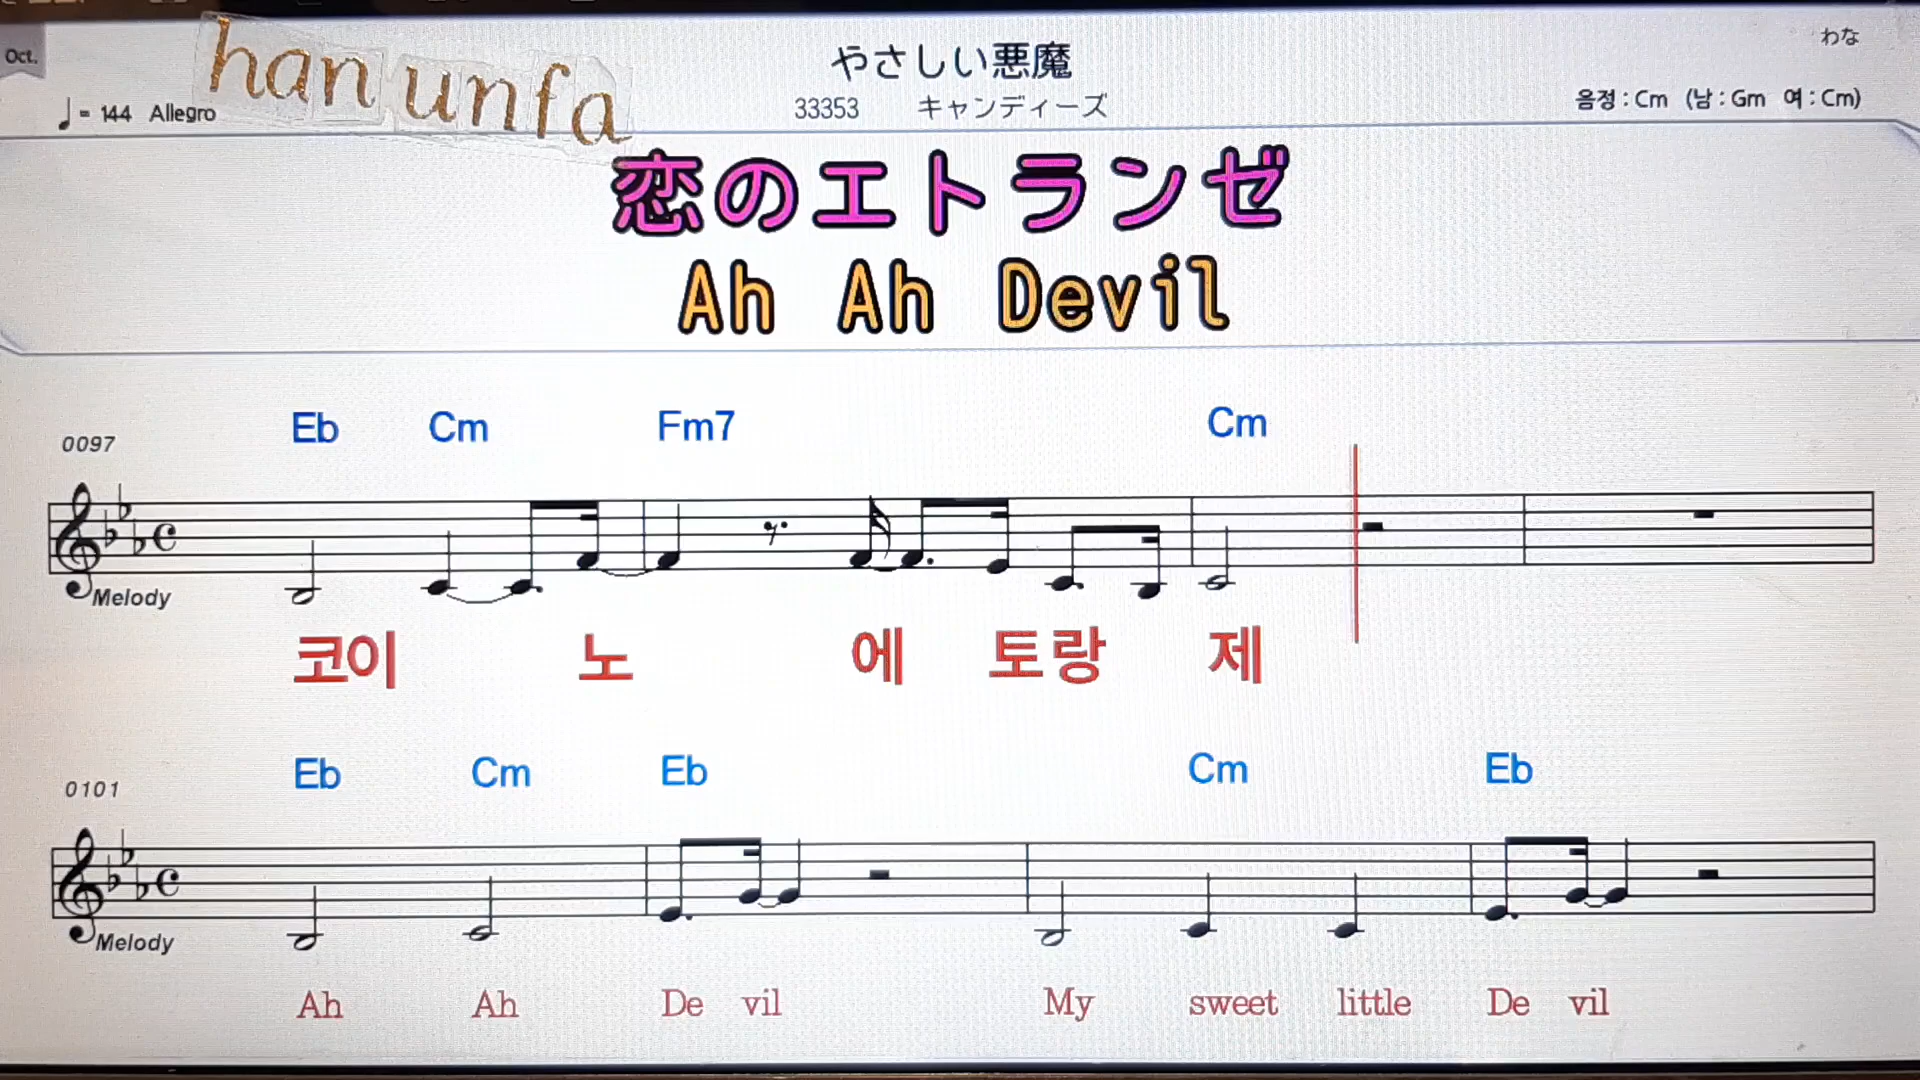 Oct.
han unfa
やさしい悪魔
わな
♩= 144 Allegro
33353 キャンディーズ
음정 : Cm (남 : Gm 여 : Cm)
恋のエトランゼ
Ah Ah Devil
Eb Cm Fm7 Cm
0097
Melody
코이 노 에 토랑 제
Eb Cm Eb Cm Eb
0101
Melody
Ah Ah De vil My sweet little De vil